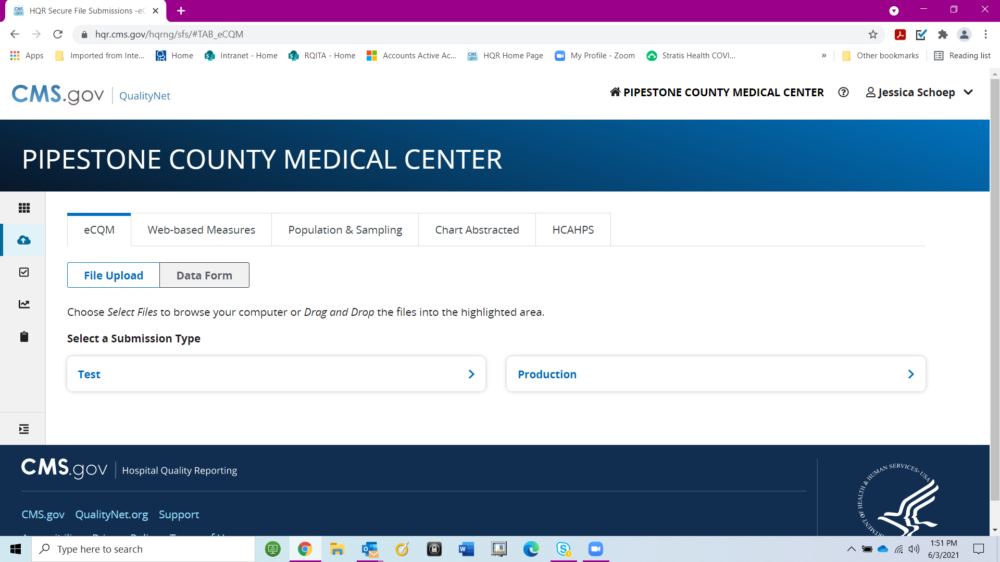 HQR Secure File Submissions -eC
hqr.cms.gov/hqrng/sfs/#TAB_eCQM
Apps Imported from Inte... Home Intranet - Home RQITA - Home Accounts Active Ac... HQR Home Page My Profile - Zoom Stratis Health COVI... » Other bookmarks Reading list
CMS.gov QualityNet PIPESTONE COUNTY MEDICAL CENTER Jessica Schoep
PIPESTONE COUNTY MEDICAL CENTER
eCQM Web-based Measures Population & Sampling Chart Abstracted HCAHPS
File Upload Data Form
Choose Select Files to browse your computer or Drag and Drop the files into the highlighted area.
Select a Submission Type
Test Production
CMS.gov Hospital Quality Reporting
HEALTH & HUMAN SERVICES · USA
CMS.gov QualityNet.org Support
Type here to search
1:51 PM
6/3/2021